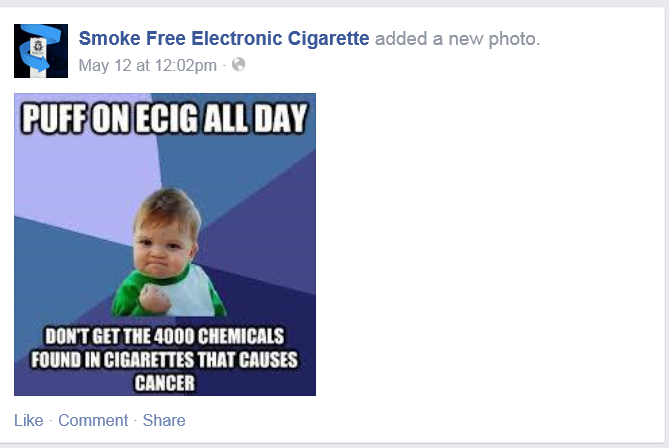 Smoke Free Electronic Cigarette added a new photo.
May 12 at 12:02pm ·
PUFF ON ECIG ALL DAY
DON'T GET THE 4000 CHEMICALS
FOUND IN CIGARETTES THAT CAUSES
CANCER
Like · Comment · Share